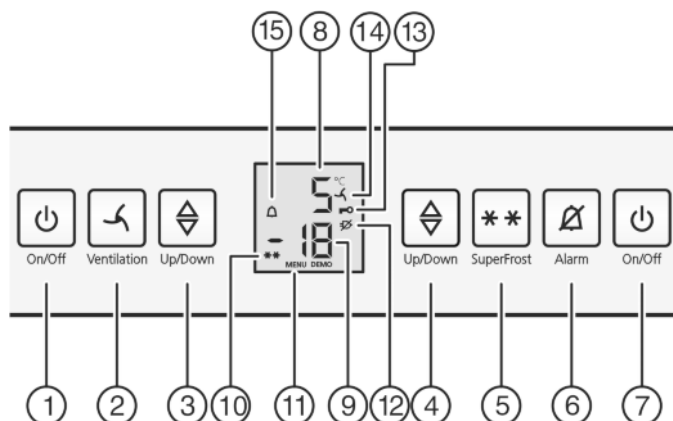 15 8 14 13
5 °C
On/Off Ventilation Up/Down Up/Down SuperFrost Alarm On/Off
-18
** MENU DEMO
1 2 3 10 11 9 12 4 5 6 7